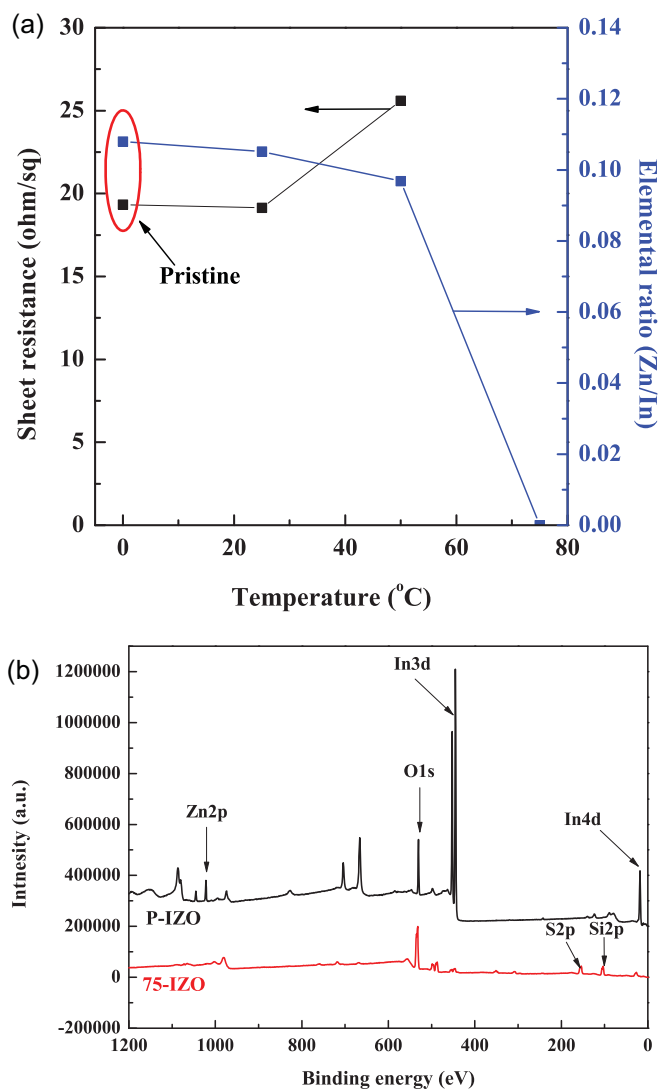 (a)
30
25
20
15
10
5
0
0.14
0.12
0.10
0.08
0.06
0.04
0.02
0.00
Sheet resistance (ohm/sq)
Elemental ratio (Zn/In)
Pristine
0 20 40 60 80
Temperature (°C)
(b)
1200000
1000000
800000
600000
400000
200000
0
-200000
Intnesity (a.u.)
In3d
O1s
Zn2p
In4d
P-IZO
S2p
Si2p
75-IZO
1200 1000 800 600 400 200 0
Binding energy (eV)